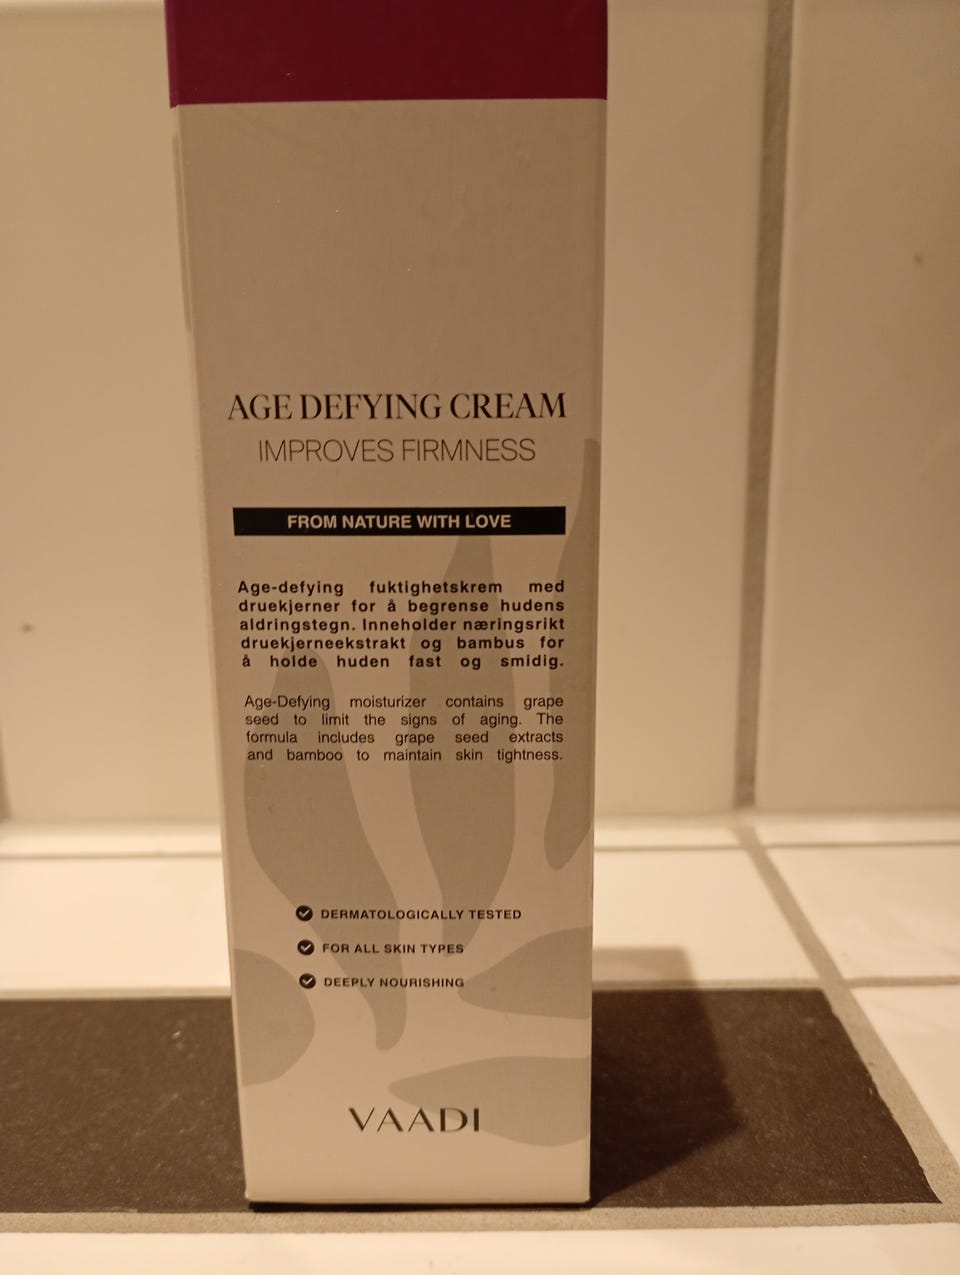 AGE DEFYING CREAM
IMPROVES FIRMNESS
FROM NATURE WITH LOVE
Age-defying fuktighetskrem med
druekjerner for å begrense hudens
aldringstegn. Inneholder næringsrikt
druekjerneekstrakt og bambus for
å holde huden fast og smidig.
Age-Defying moisturizer contains grape
seed to limit the signs of aging. The
formula includes grape seed extracts
and bamboo to maintain skin tightness.
DERMATOLOGICALLY TESTED
FOR ALL SKIN TYPES
DEEPLY NOURISHING
VAADI